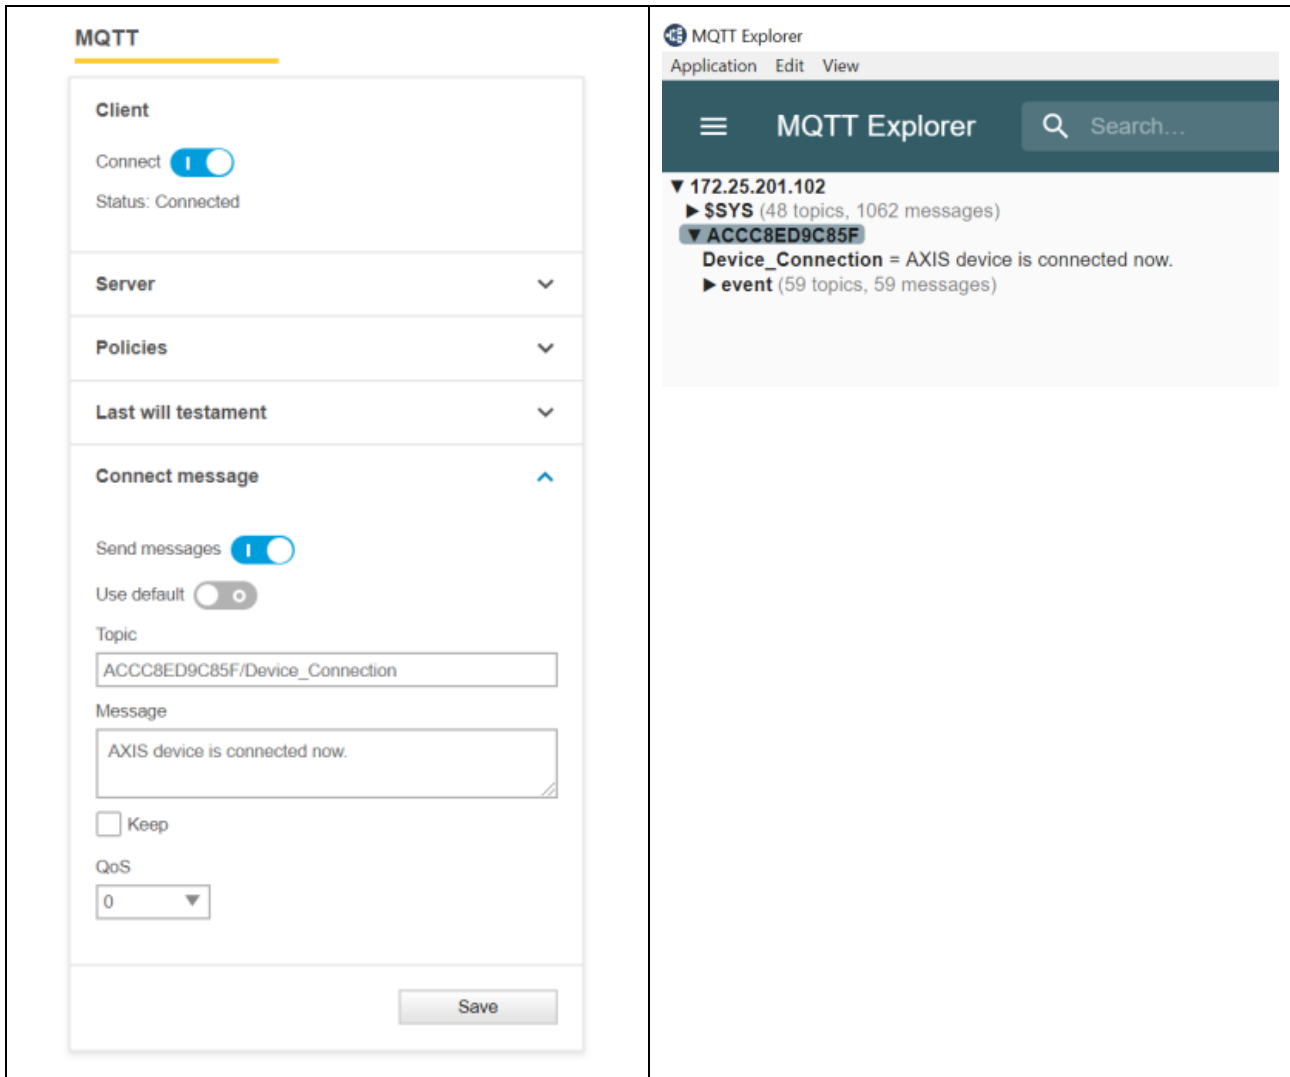 MQTT
Client
Connect
Status: Connected
Server
Policies
Last will testament
Connect message
Send messages
Use default
Topic
ACCC8ED9C85F/Device_Connection
Message
AXIS device is connected now.
Keep
QoS
0
Save
MQTT Explorer
Application Edit View
MQTT Explorer
Search...
172.25.201.102
$SYS (48 topics, 1062 messages)
ACCC8ED9C85F
Device_Connection = AXIS device is connected now.
event (59 topics, 59 messages)